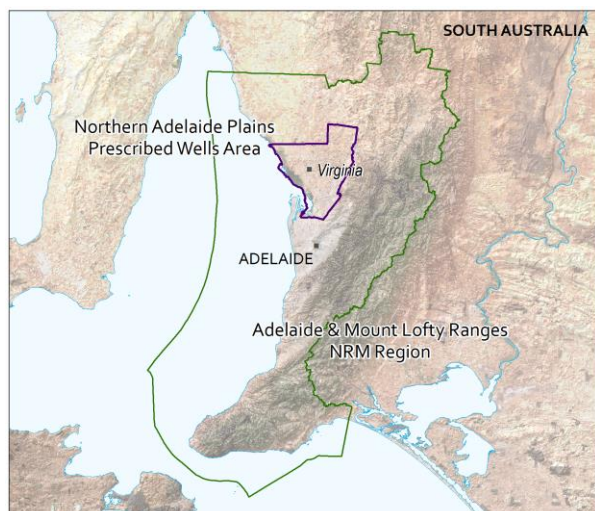 SOUTH AUSTRALIA
Northern Adelaide Plains
Prescribed Wells Area
Virginia
ADELAIDE
Adelaide & Mount Lofty Ranges
NRM Region